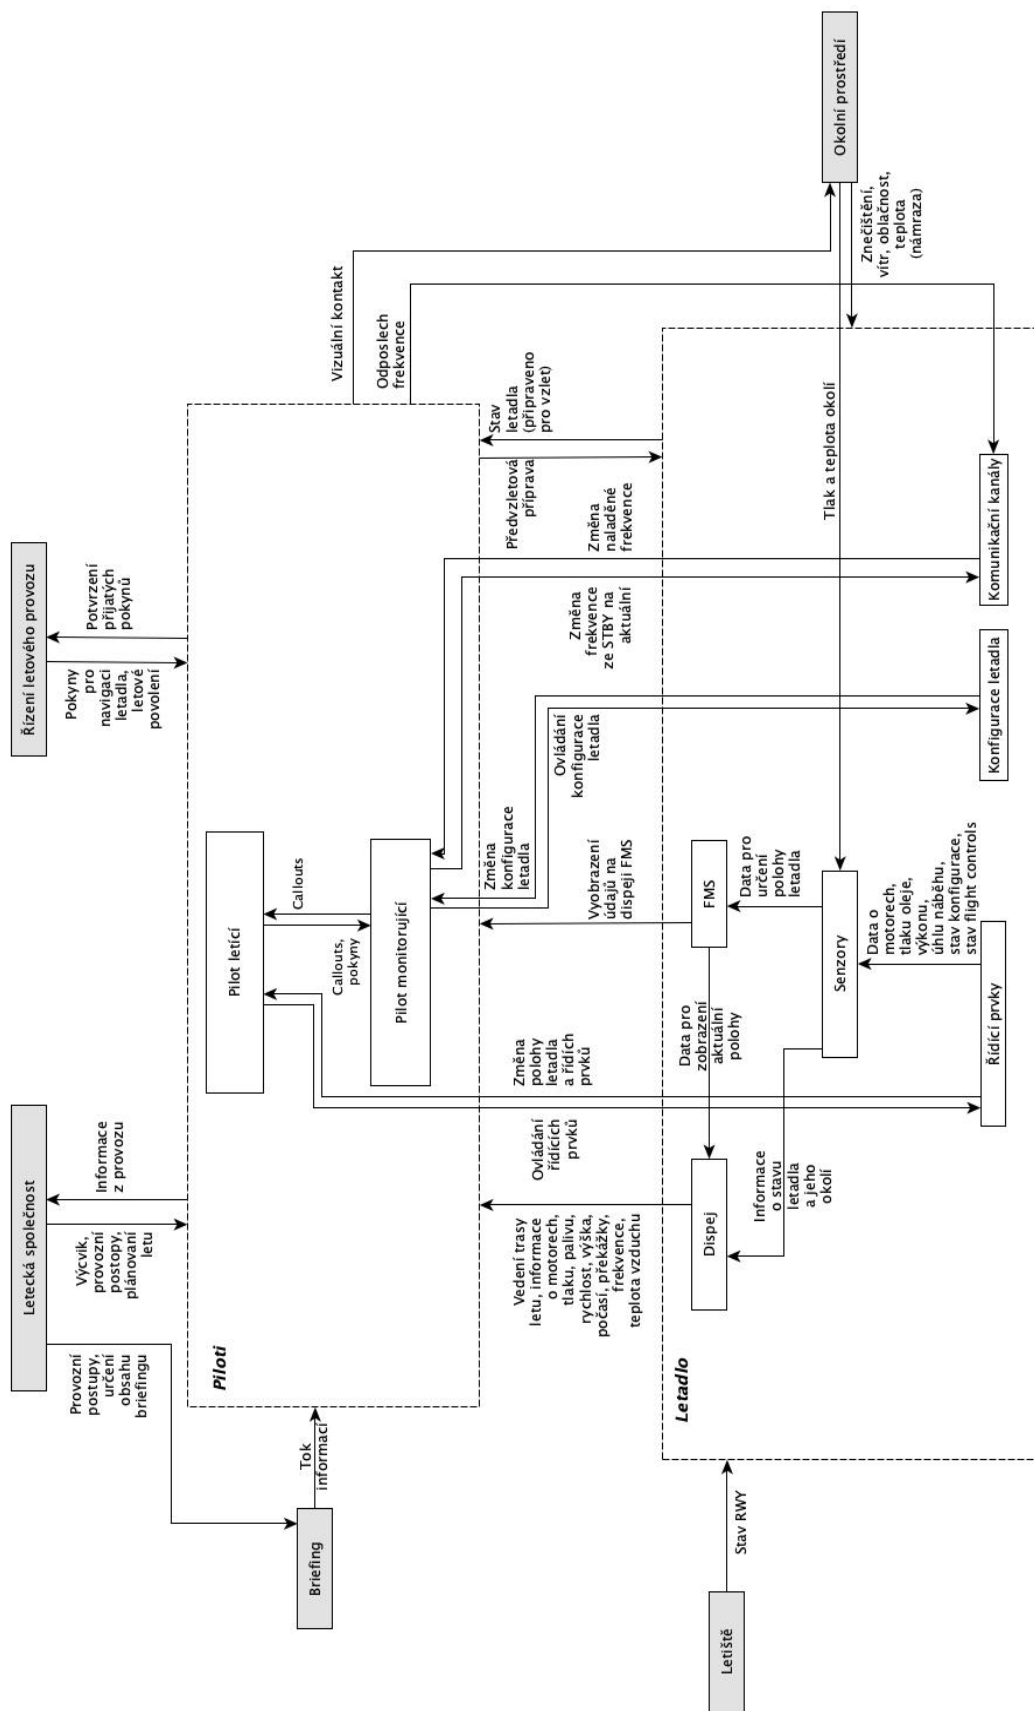 Letecká společnost
Řízení letového provozu
Provozní
postupy,
určení
obsahu
briefingu
Výcvik,
provozní
postopy,
plánovaní
letu
Informace
z provozu
Pokyny
pro
navigaci
letadla,
letové
povolení
Potvrzení
přijatých
pokynů
Briefing
Tok
informací
Piloti
Pilot letící
Callouts,
pokyny
Callouts
Pilot monitorující
Vizuální kontakt
Odposlech
frekvence
Okolní prostředí
Znečištění,
vítr, oblačnost,
teplota
(námraza)
Vedení trasy
letu, informace
o motorech,
tlaku, palivu,
rychlost, výška,
počasí, překážky,
frekvence,
teplota vzduchu
Ovládání
řídících
prvků
Změna
polohy
letadla
a řídích
prvků
Vyobrazení
údajů na
dispeji FMS
Změna
konfigurace
letadla
Ovládání
konfigurace
letadla
Změna
frekvence
ze STBY na
aktuální
Změna
naladěné
frekvence
Předvzletová
příprava
Stav
letadla
(připraveno
pro vzlet)
Letiště
Stav RWY
Letadlo
Dispej
Data pro
zobrazení
aktuální
polohy
FMS
Informace
o stavu
letadla
a jeho
okolí
Data pro
určení
polohy
letadla
Tlak a teplota okolí
Senzory
Data o
motorech,
tlaku oleje,
výkonu,
úhlu náběhu,
stav konfigurace,
stav flight controls
Řídící prvky
Konfigurace letadla
Komunikační kanály